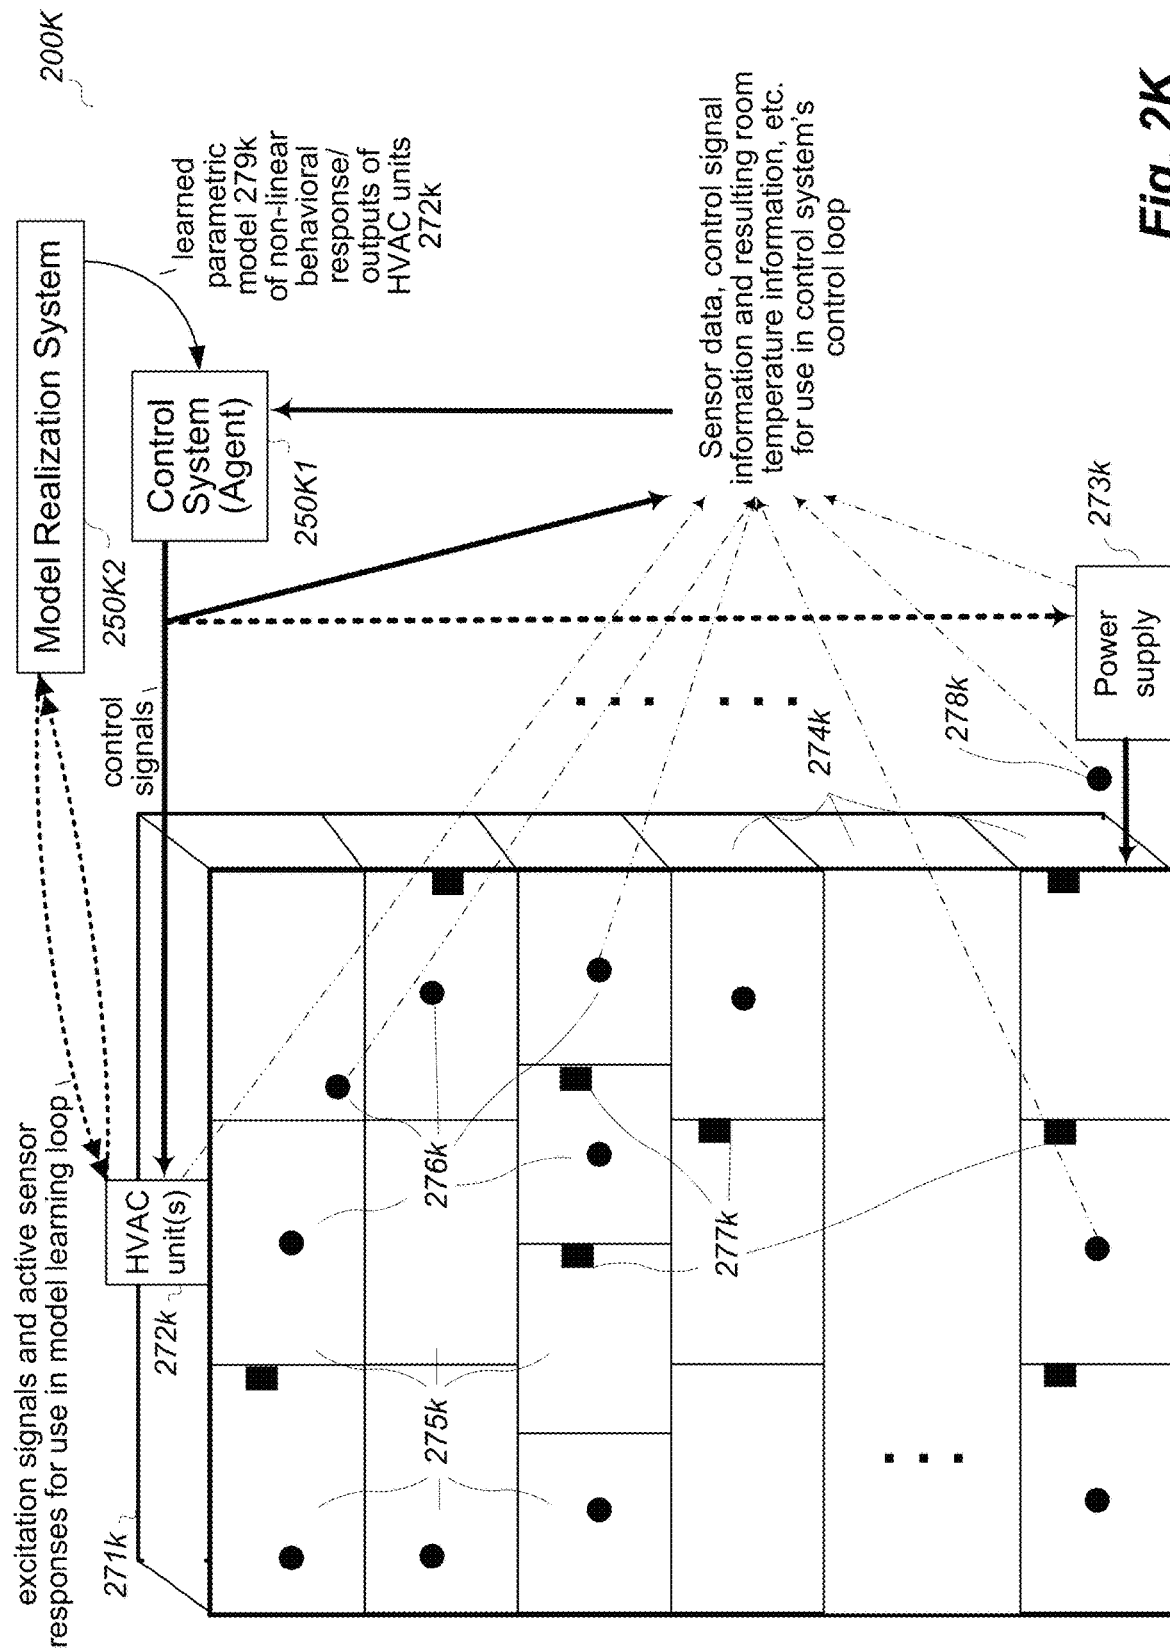 200K
Model Realization System
250K2
learned
parametric
model 279k
of non-linear
behavioral
response/
outputs of
HVAC units
272k
Control
System
(Agent)
250K1
excitation signals and active sensor
responses for use in model learning loop
control
signals
HVAC
unit(s)
272k
271k
Sensor data, control signal
information and resulting room
temperature information, etc.
for use in control system's
control loop
276k
275k
277k
274k
278k
273k
Power
supply
Fig. 2K